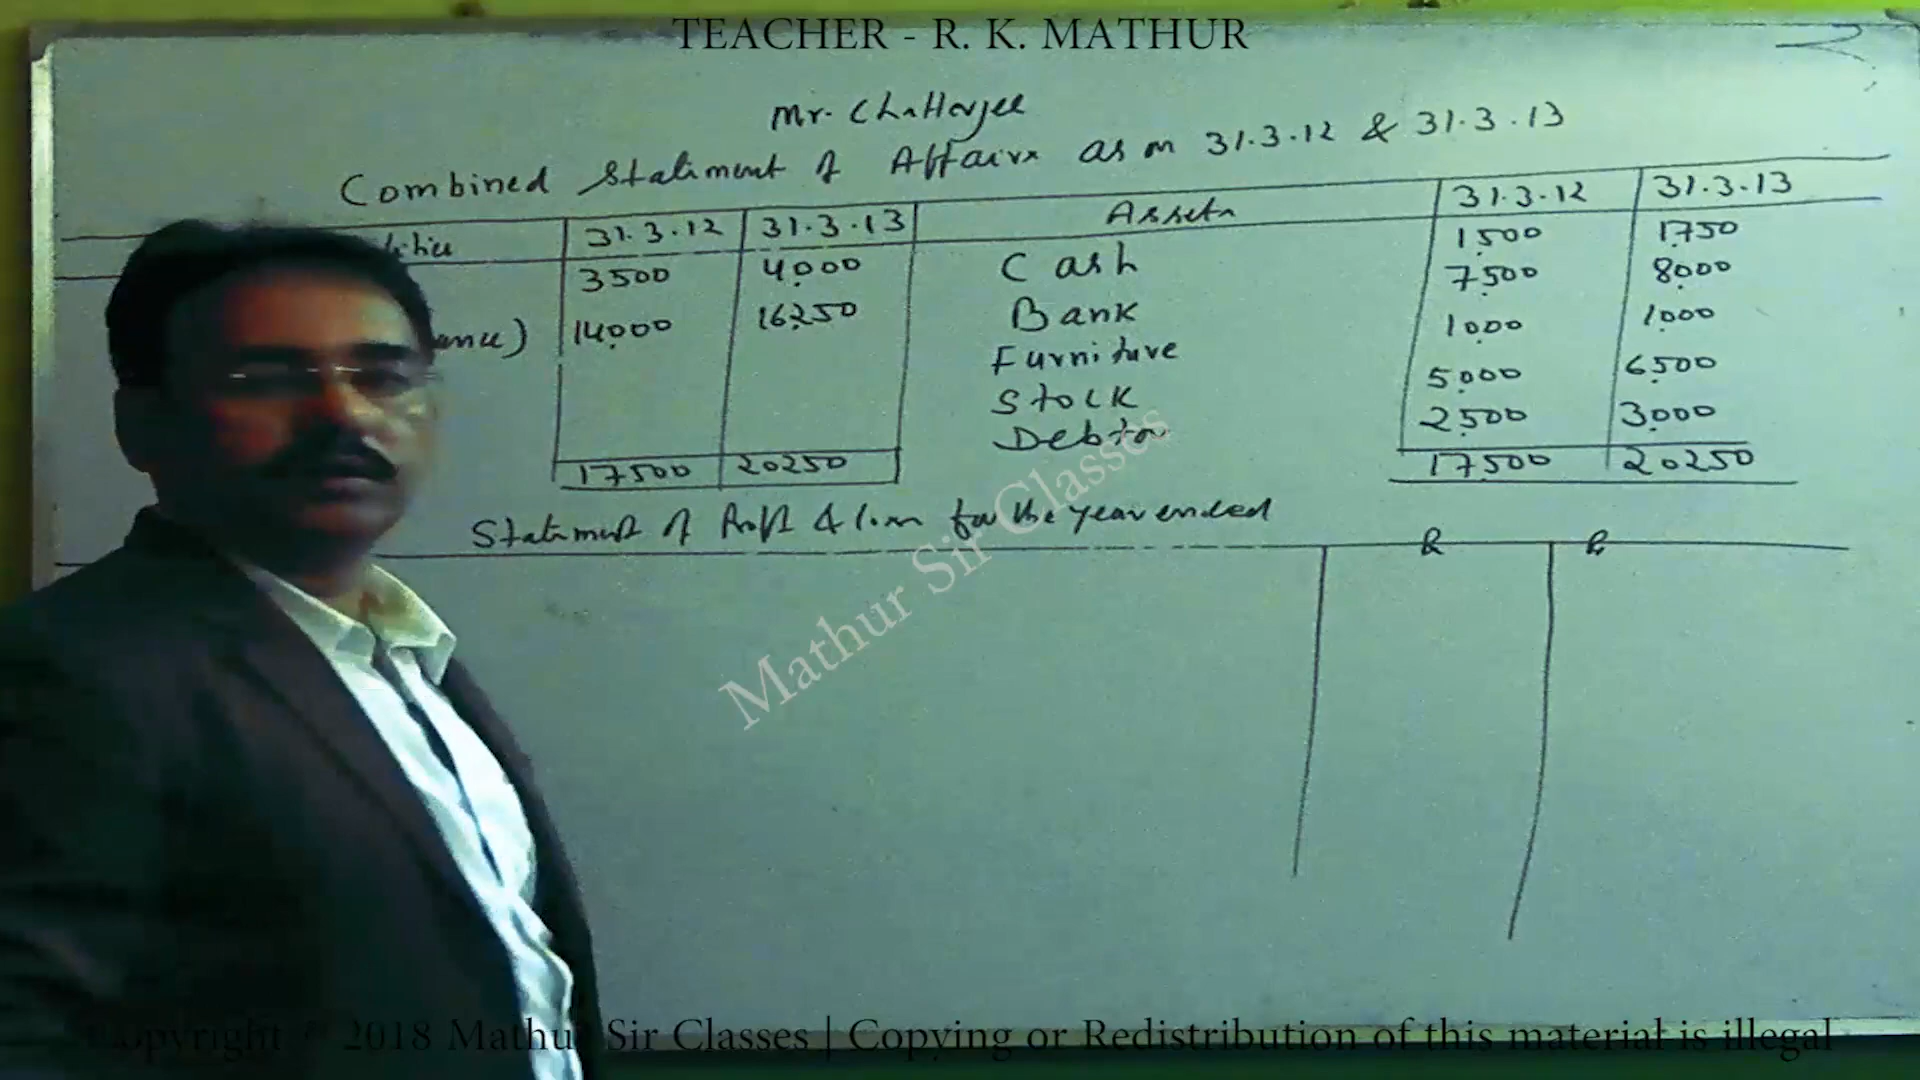 TEACHER - R. K. MATHUR
Mr. Chatterjee
Combined Statiment of Affairs as on 31.3.12 & 31.3.13
31.3.12 31.3.13 Assets 31.3.12 31.3.13
3500 4000 Cash 1500 1750
14000 16250 Bank 7500 8000
Furniture 1000 1000
Stock 5000 6500
Debtor 2500 3000
17500 20250 17500 20250
Statiment of Profit & loss for the year ended
Mathur Sir Classes
Copyright © 2018 Mathur Sir Classes | Copying or Redistribution of this material is illegal